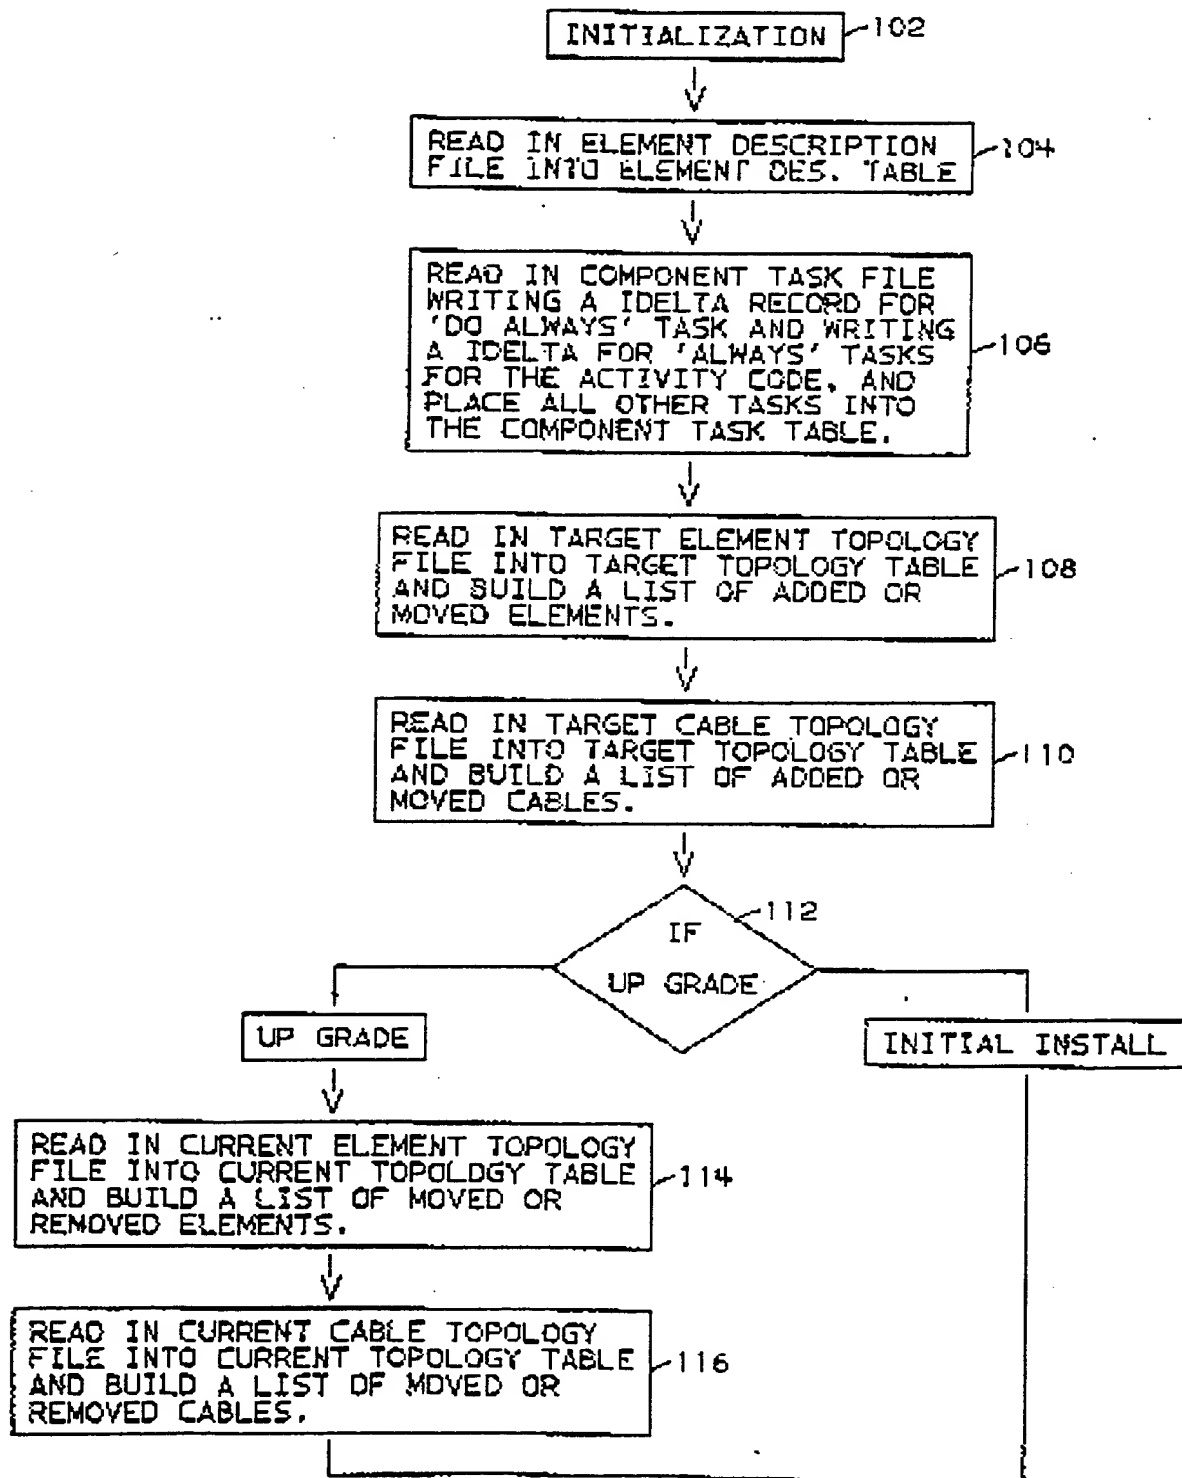 INITIALIZATION
102
READ IN ELEMENT DESCRIPTION
FILE INTO ELEMENT DES. TABLE
104
READ IN COMPONENT TASK FILE
WRITING A IDELTA RECORD FOR
'DO ALWAYS' TASK AND WRITING
A IDELTA FOR 'ALWAYS' TASKS
FOR THE ACTIVITY CODE, AND
PLACE ALL OTHER TASKS INTO
THE COMPONENT TASK TABLE.
106
READ IN TARGET ELEMENT TOPOLOGY
FILE INTO TARGET TOPOLOGY TABLE
AND BUILD A LIST OF ADDED OR
MOVED ELEMENTS.
108
READ IN TARGET CABLE TOPOLOGY
FILE INTO TARGET TOPOLOGY TABLE
AND BUILD A LIST OF ADDED OR
MOVED CABLES.
110
112
IF
UP GRADE
UP GRADE
INITIAL INSTALL
READ IN CURRENT ELEMENT TOPOLOGY
FILE INTO CURRENT TOPOLOGY TABLE
AND BUILD A LIST OF MOVED OR
REMOVED ELEMENTS.
114
READ IN CURRENT CABLE TOPOLOGY
FILE INTO CURRENT TOPOLOGY TABLE
AND BUILD A LIST OF MOVED OR
REMOVED CABLES.
116